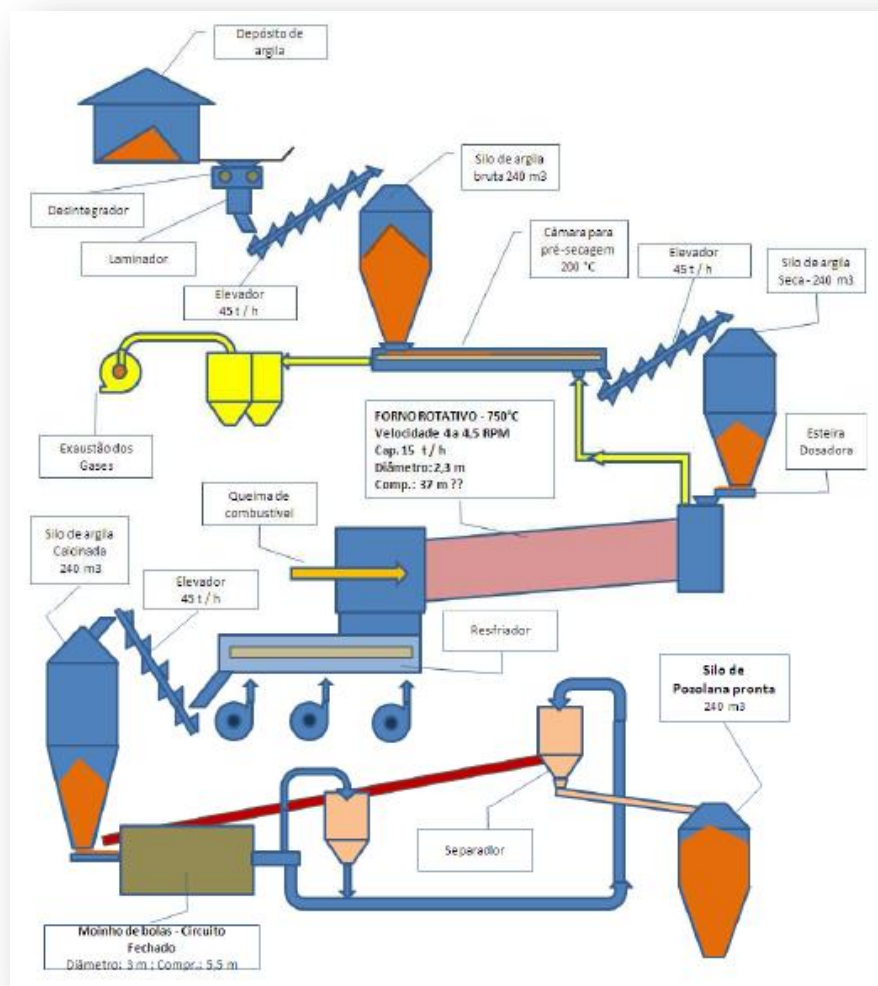 Depósito de
argila
Desintegrador
Laminador
Elevador
45 t / h
Silo de argila
bruta 240 m3
Câmara para
pré-secagem
200 °C
Elevador
45 t / h
Silo de argila
Seca - 240 m3
Exaustão dos
Gases
FORNO ROTATIVO - 750°C
Velocidade 4 a 4,5 RPM
Cap. 15 t / h
Diâmetro: 2,3 m
Comp.: 37 m ??
Esteira
Dosadora
Queima de
combustível
Silo de argila
Calcinada
240 m3
Elevador
45 t / h
Resfriador
Silo de
Pozolana pronta
240 m3
Separador
Moinho de bolas - Circuito
Fechado
Diâmetro: 3 m ; Compr.: 5,5 m